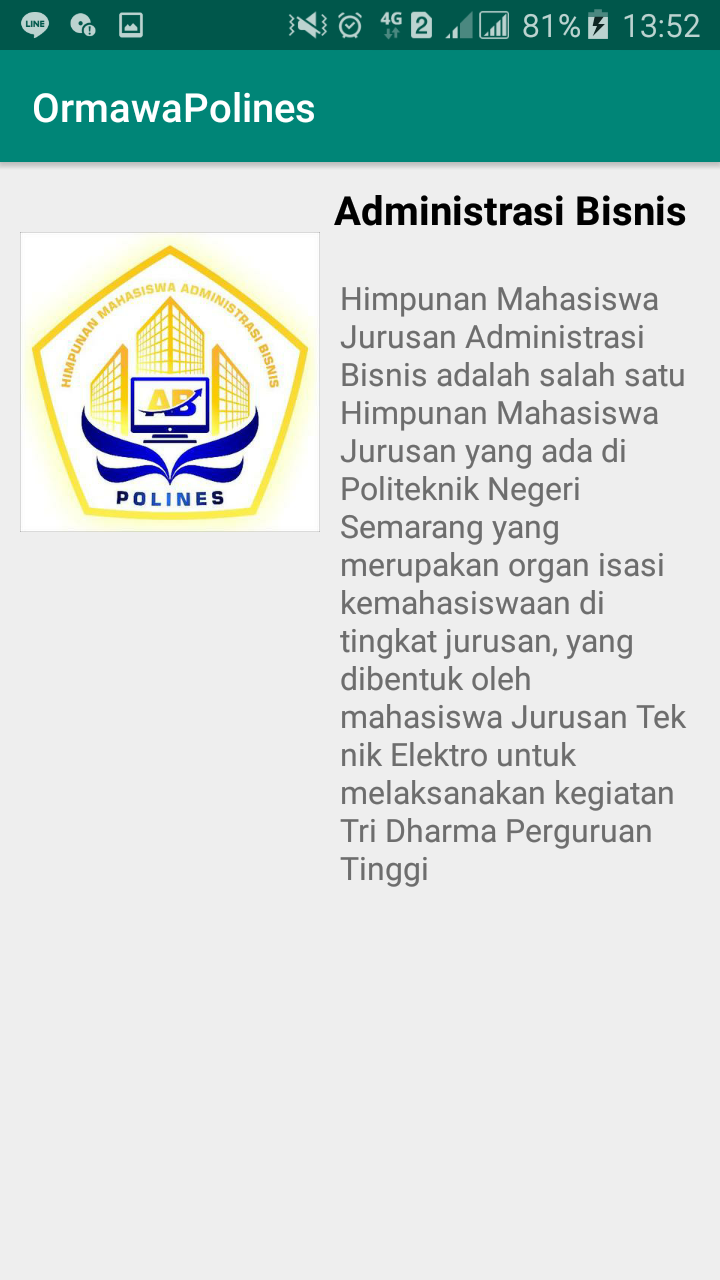 LINE
4G 2 81% 13:52
OrmawaPolines
Administrasi Bisnis
HIMPUNAN MAHASISWA ADMINISTRASI BISNIS
AB
POLINES
Himpunan Mahasiswa
Jurusan Administrasi
Bisnis adalah salah satu
Himpunan Mahasiswa
Jurusan yang ada di
Politeknik Negeri
Semarang yang
merupakan organ isasi
kemahasiswaan di
tingkat jurusan, yang
dibentuk oleh
mahasiswa Jurusan Tek
nik Elektro untuk
melaksanakan kegiatan
Tri Dharma Perguruan
Tinggi